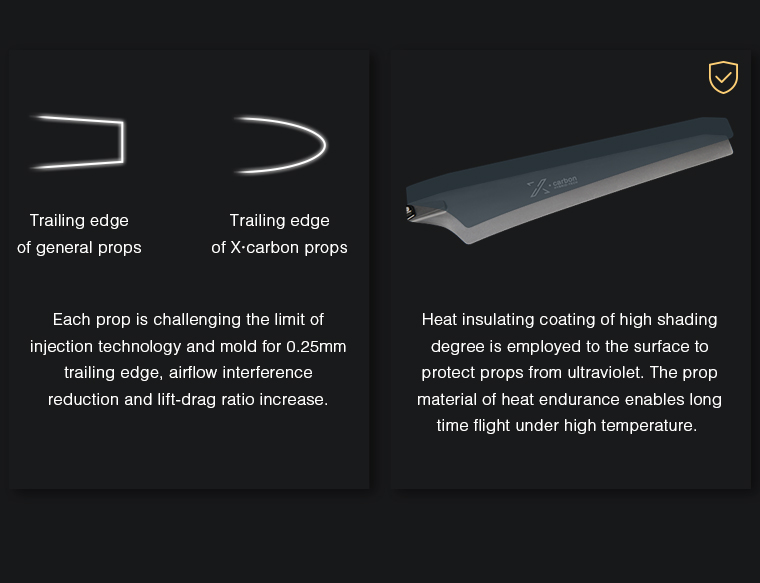 Trailing edge
of general props
Trailing edge
of X·carbon props
Each prop is challenging the limit of
injection technology and mold for 0.25mm
trailing edge, airflow interference
reduction and lift-drag ratio increase.
X·carbon
Heat insulating coating of high shading
degree is employed to the surface to
protect props from ultraviolet. The prop
material of heat endurance enables long
time flight under high temperature.